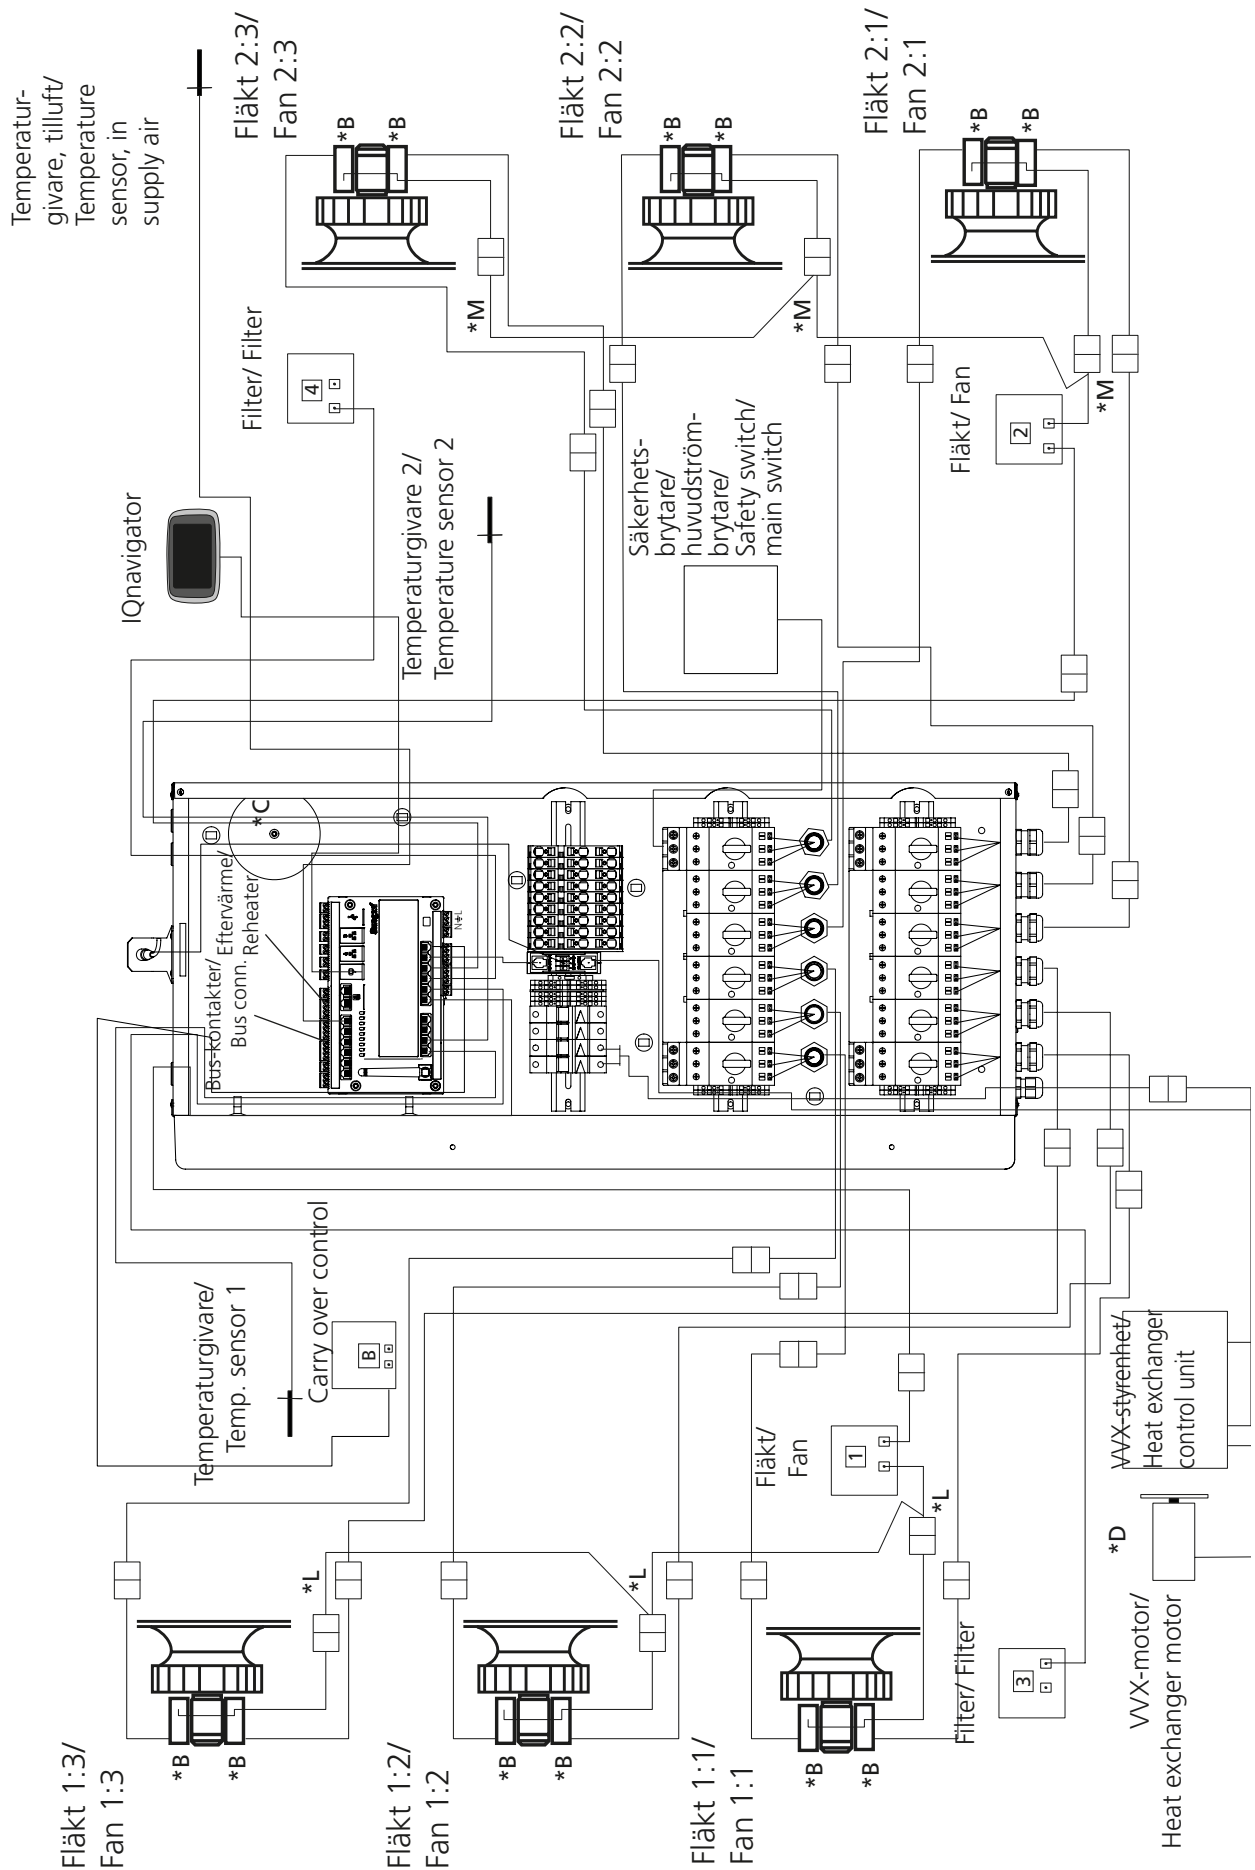 Temperatur-
givare, tilluft/
Temperature
sensor, in
supply air
Fläkt 2:3/
Fan 2:3
*B
*B
*M
Fläkt 2:2/
Fan 2:2
*B
*B
*M
Fläkt 2:1/
Fan 2:1
*B
*B
*M
Filter/ Filter
4
Fläkt/ Fan
2
IQnavigator
Temperaturgivare 2/
Temperature sensor 2
Säkerhets-
brytare/
huvudström-
brytare/
Safety switch/
main switch
*C
Eftervärme/
Reheater
Bus-kontakter/
Bus conn.
Swegon
N L
Temperaturgivare/
Temp. sensor 1
Carry over control
B
Fläkt/
Fan
1
*L
*L
*L
VVX-styrenhet/
Heat exchanger
control unit
*D
VVX-motor/
Heat exchanger motor
Filter/ Filter
3
Fläkt 1:3/
Fan 1:3
*B
*B
Fläkt 1:2/
Fan 1:2
*B
*B
Fläkt 1:1/
Fan 1:1
*B
*B